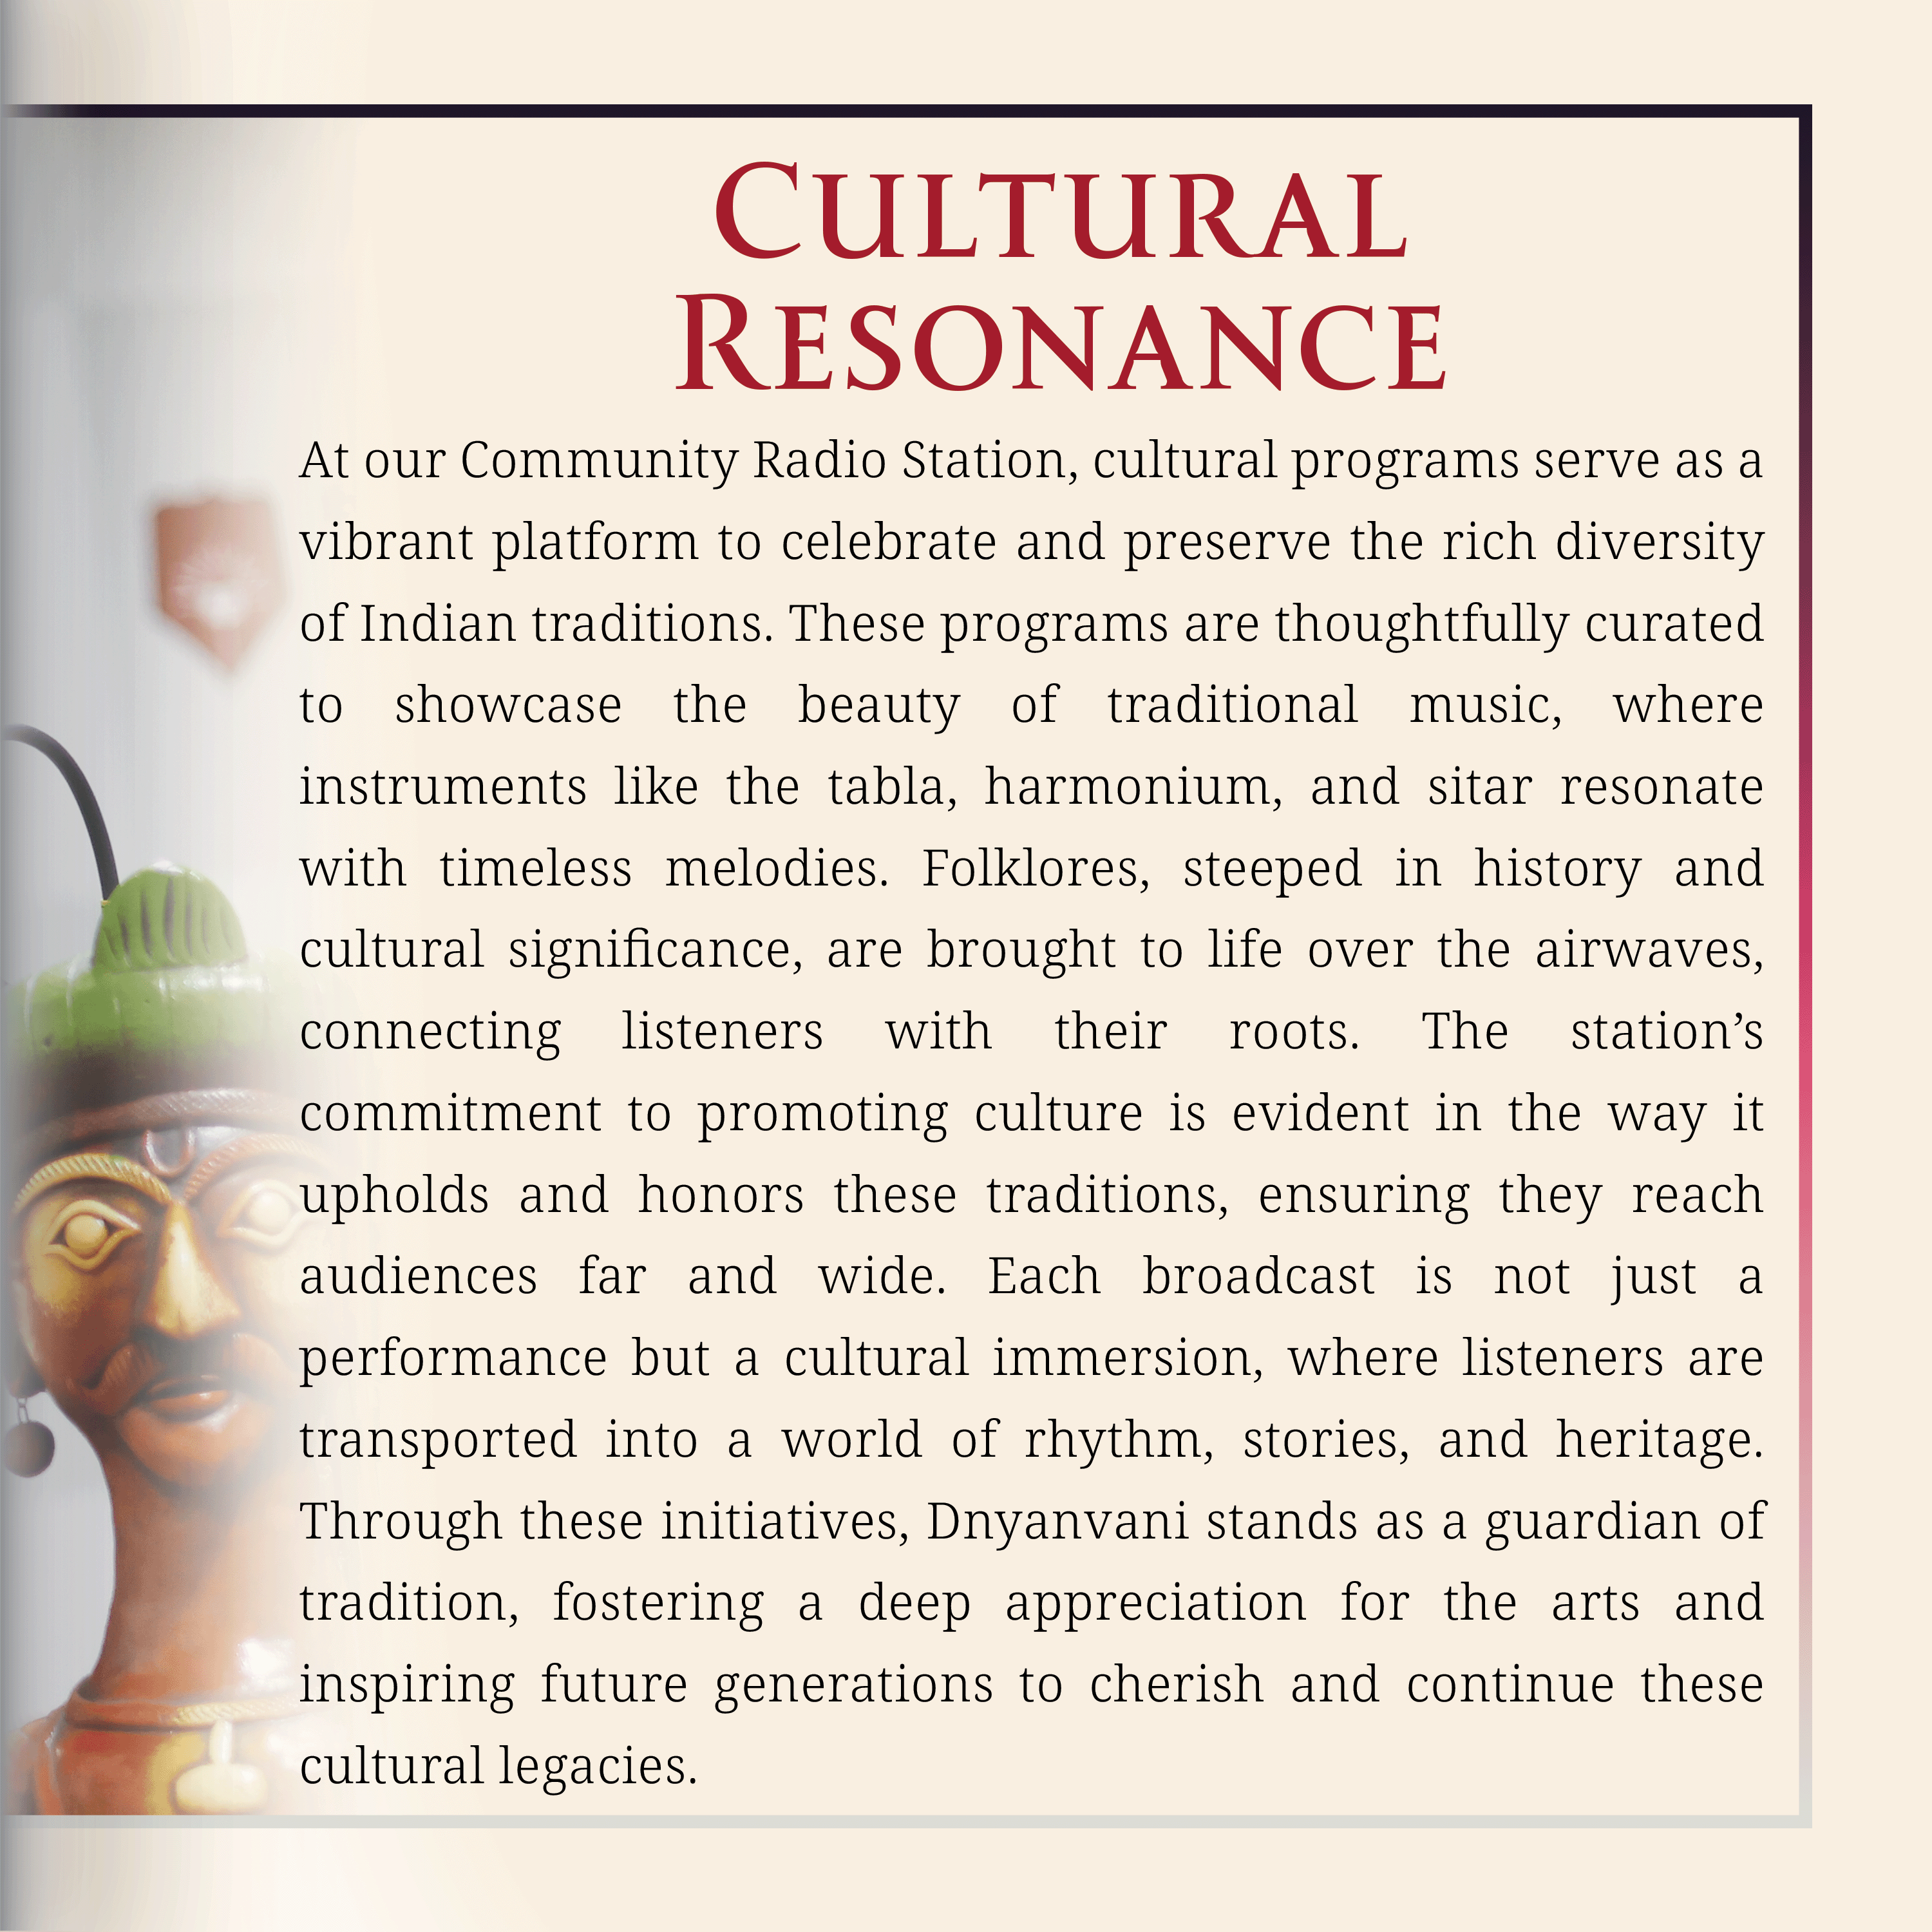 CULTURAL
RESONANCE
At our Community Radio Station, cultural programs serve as a
vibrant platform to celebrate and preserve the rich diversity
of Indian traditions. These programs are thoughtfully curated
to showcase the beauty of traditional music, where
instruments like the tabla, harmonium, and sitar resonate
with timeless melodies. Folklores, steeped in history and
cultural significance, are brought to life over the airwaves,
connecting listeners with their roots. The station’s
commitment to promoting culture is evident in the way it
upholds and honors these traditions, ensuring they reach
audiences far and wide. Each broadcast is not just a
performance but a cultural immersion, where listeners are
transported into a world of rhythm, stories, and heritage.
Through these initiatives, Dnyanvani stands as a guardian of
tradition, fostering a deep appreciation for the arts and
inspiring future generations to cherish and continue these
cultural legacies.